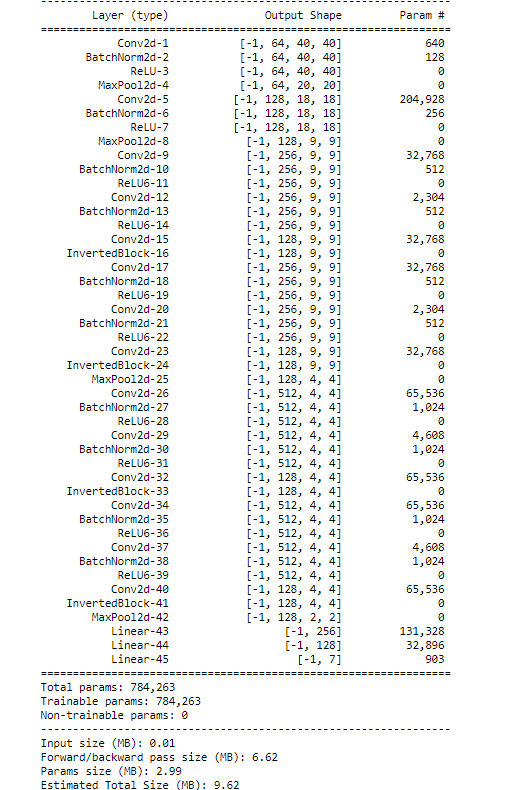 ----------------------------------------------------------------
Layer (type) Output Shape Param #
================================================================
Conv2d-1 [-1, 64, 40, 40] 640
BatchNorm2d-2 [-1, 64, 40, 40] 128
ReLU-3 [-1, 64, 40, 40] 0
MaxPool2d-4 [-1, 64, 20, 20] 0
Conv2d-5 [-1, 128, 18, 18] 204,928
BatchNorm2d-6 [-1, 128, 18, 18] 256
ReLU-7 [-1, 128, 18, 18] 0
MaxPool2d-8 [-1, 128, 9, 9] 0
Conv2d-9 [-1, 256, 9, 9] 32,768
BatchNorm2d-10 [-1, 256, 9, 9] 512
ReLU6-11 [-1, 256, 9, 9] 0
Conv2d-12 [-1, 256, 9, 9] 2,304
BatchNorm2d-13 [-1, 256, 9, 9] 512
ReLU6-14 [-1, 256, 9, 9] 0
Conv2d-15 [-1, 128, 9, 9] 32,768
InvertedBlock-16 [-1, 128, 9, 9] 0
Conv2d-17 [-1, 256, 9, 9] 32,768
BatchNorm2d-18 [-1, 256, 9, 9] 512
ReLU6-19 [-1, 256, 9, 9] 0
Conv2d-20 [-1, 256, 9, 9] 2,304
BatchNorm2d-21 [-1, 256, 9, 9] 512
ReLU6-22 [-1, 256, 9, 9] 0
Conv2d-23 [-1, 128, 9, 9] 32,768
InvertedBlock-24 [-1, 128, 9, 9] 0
MaxPool2d-25 [-1, 128, 4, 4] 0
Conv2d-26 [-1, 512, 4, 4] 65,536
BatchNorm2d-27 [-1, 512, 4, 4] 1,024
ReLU6-28 [-1, 512, 4, 4] 0
Conv2d-29 [-1, 512, 4, 4] 4,608
BatchNorm2d-30 [-1, 512, 4, 4] 1,024
ReLU6-31 [-1, 512, 4, 4] 0
Conv2d-32 [-1, 128, 4, 4] 65,536
InvertedBlock-33 [-1, 128, 4, 4] 0
Conv2d-34 [-1, 512, 4, 4] 65,536
BatchNorm2d-35 [-1, 512, 4, 4] 1,024
ReLU6-36 [-1, 512, 4, 4] 0
Conv2d-37 [-1, 512, 4, 4] 4,608
BatchNorm2d-38 [-1, 512, 4, 4] 1,024
ReLU6-39 [-1, 512, 4, 4] 0
Conv2d-40 [-1, 128, 4, 4] 65,536
InvertedBlock-41 [-1, 128, 4, 4] 0
MaxPool2d-42 [-1, 128, 2, 2] 0
Linear-43 [-1, 256] 131,328
Linear-44 [-1, 128] 32,896
Linear-45 [-1, 7] 903
================================================================
Total params: 784,263
Trainable params: 784,263
Non-trainable params: 0
----------------------------------------------------------------
Input size (MB): 0.01
Forward/backward pass size (MB): 6.62
Params size (MB): 2.99
Estimated Total Size (MB): 9.62